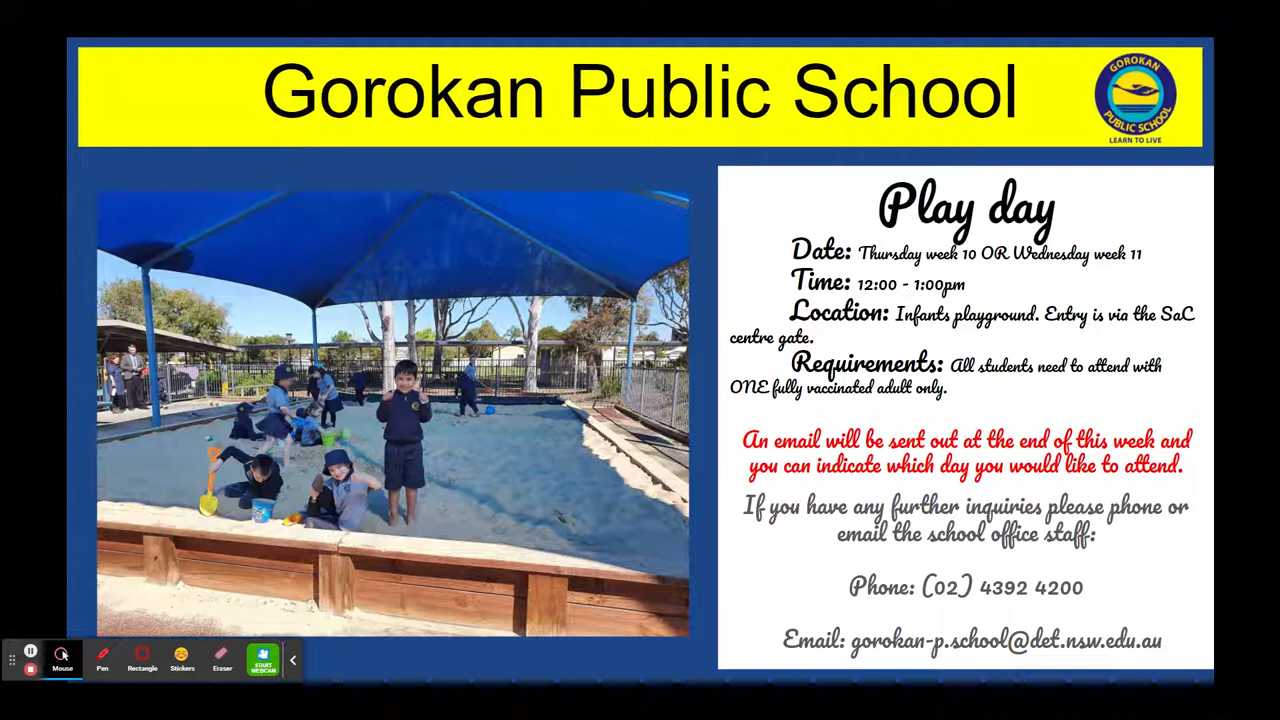 Gorokan Public School
GOROKAN
PUBLIC SCHOOL
LEARN TO LIVE
Play day
Date: Thursday week 10 OR Wednesday week 11
Time: 12:00 - 1:00pm
Location: Infants playground. Entry is via the SaC
centre gate.
Requirements: All students need to attend with
ONE fully vaccinated adult only.
An email will be sent out at the end of this week and
you can indicate which day you would like to attend.
If you have any further inquiries please phone or
email the school office staff:
Phone: (02) 4392 4200
Email: gorokan-p.school@det.nsw.edu.au
Mouse
Pen
Rectangle
Stickers
Eraser
START
WEBCAM